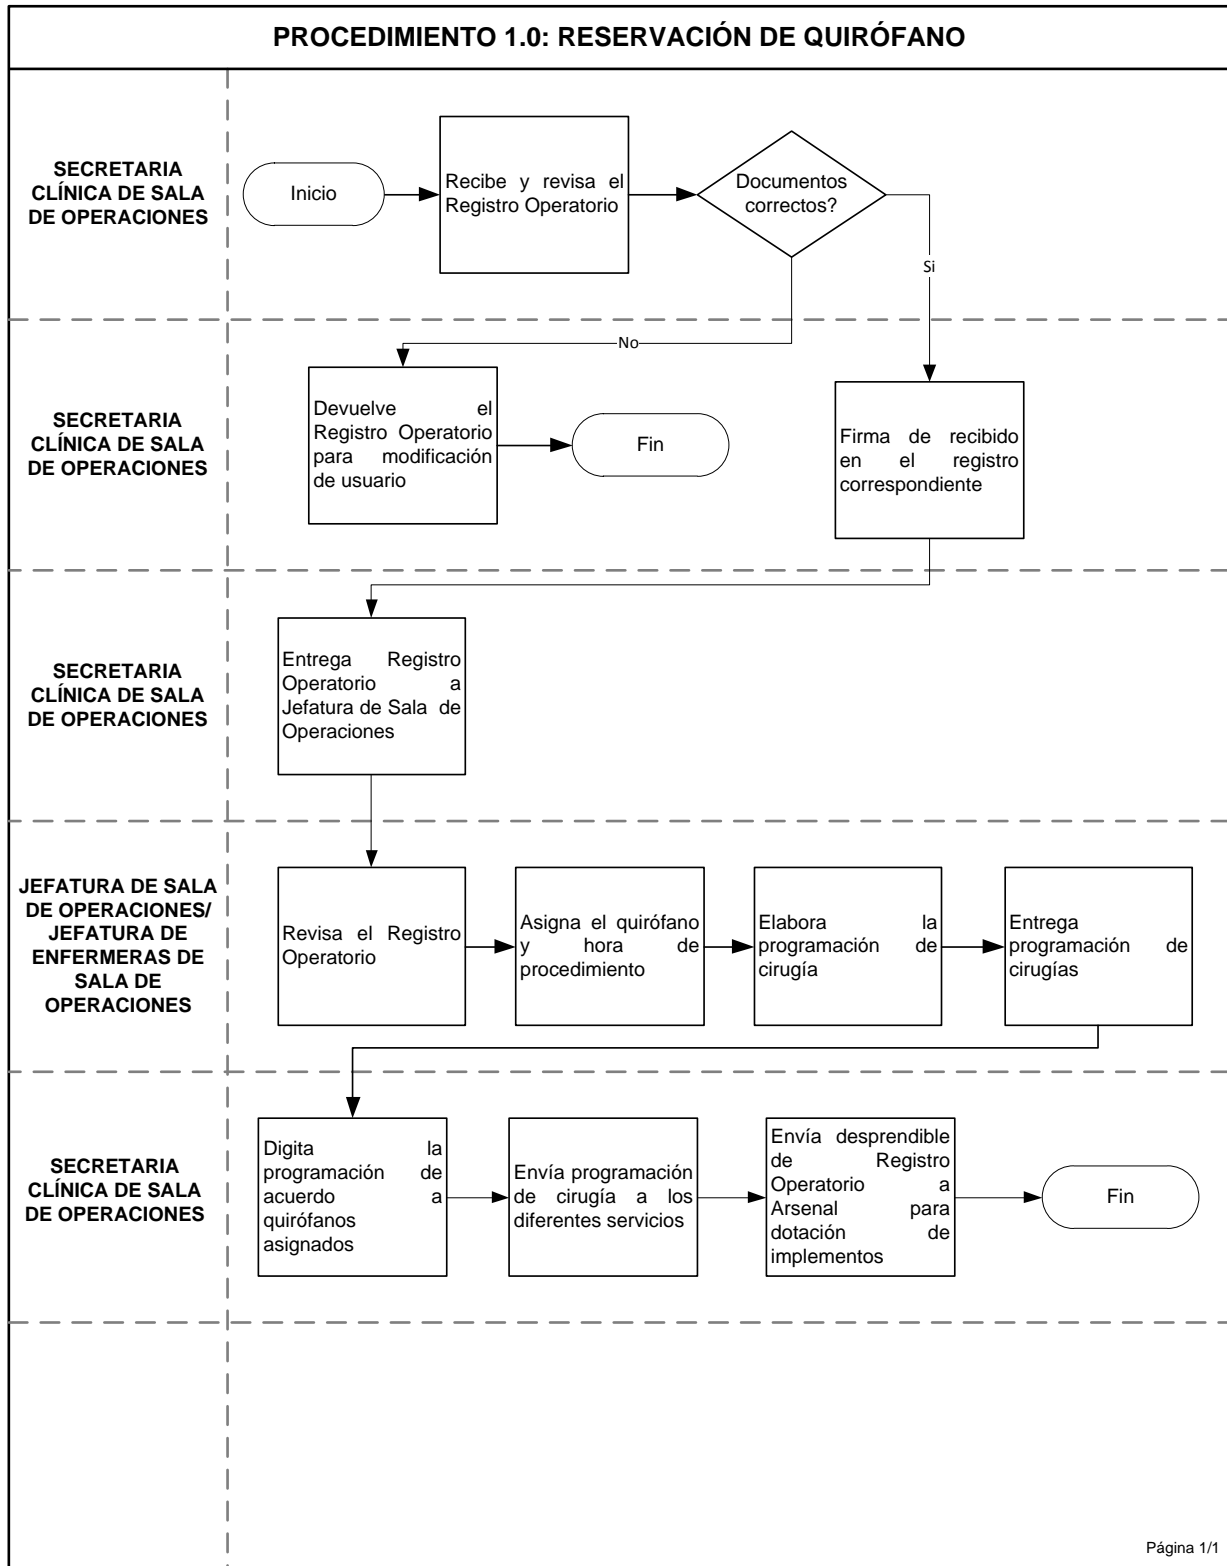 PROCEDIMIENTO 1.0: RESERVACIÓN DE QUIRÓFANO
SECRETARIA
CLÍNICA DE SALA
DE OPERACIONES
Inicio
Recibe y revisa el
Registro Operatorio
Documentos
correctos?
Si
No
SECRETARIA
CLÍNICA DE SALA
DE OPERACIONES
Devuelve el
Registro Operatorio
para modificación
de usuario
Fin
Firma de recibido
en el registro
correspondiente
SECRETARIA
CLÍNICA DE SALA
DE OPERACIONES
Entrega Registro
Operatorio a
Jefatura de Sala de
Operaciones
JEFATURA DE SALA
DE OPERACIONES/
JEFATURA DE
ENFERMERAS DE
SALA DE
OPERACIONES
Revisa el Registro
Operatorio
Asigna el quirófano
y hora de
procedimiento
Elabora la
programación de
cirugía
Entrega
programación de
cirugías
SECRETARIA
CLÍNICA DE SALA
DE OPERACIONES
Digita la
programación de
acuerdo a
quirófanos
asignados
Envía programación
de cirugía a los
diferentes servicios
Envía desprendible
de Registro
Operatorio a
Arsenal para
dotación de
implementos
Fin
Página 1/1